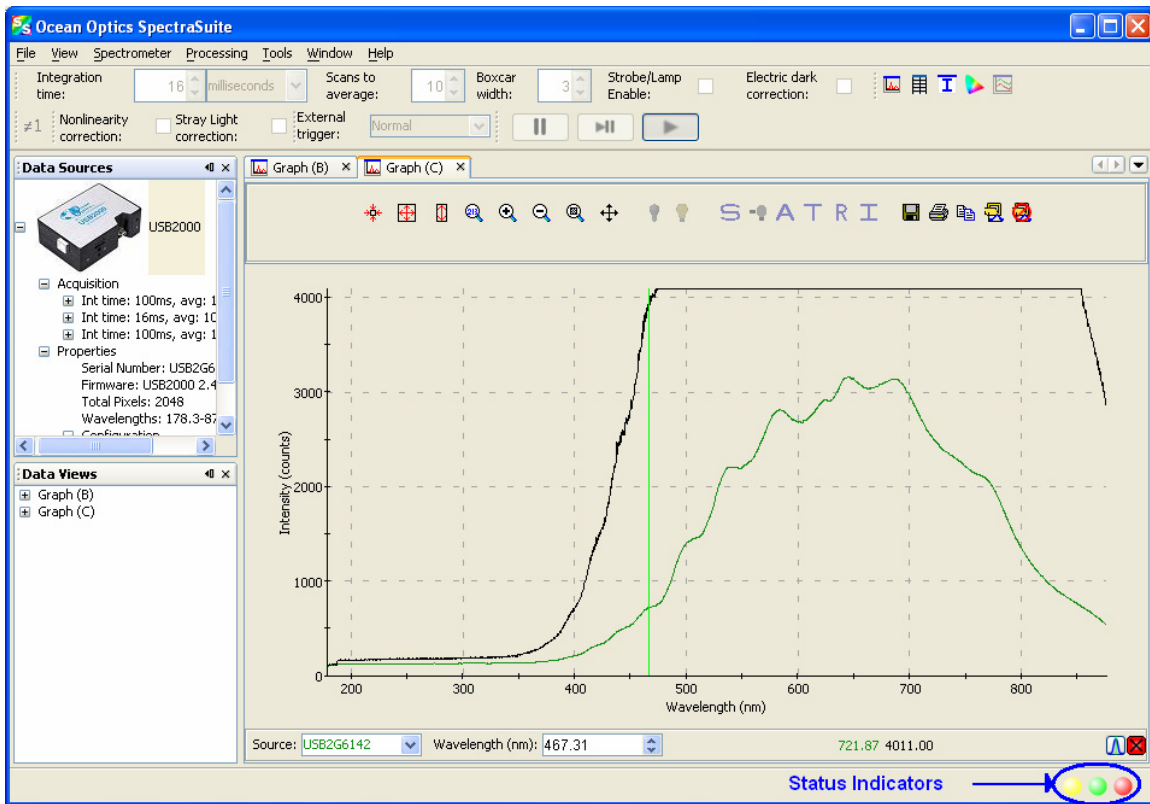 Ocean Optics SpectraSuite
File View Spectrometer Processing Tools Window Help
Integration time: 16 milliseconds Scans to average: 10 Boxcar width: 3 Strobe/Lamp Enable: Electric dark correction:
≠1 Nonlinearity correction: Stray Light correction: External trigger: Normal
Data Sources
USB2000
Acquisition
Int time: 100ms, avg: 1
Int time: 16ms, avg: 10
Int time: 100ms, avg: 1
Properties
Serial Number: USB2G6
Firmware: USB2000 2.4
Total Pixels: 2048
Wavelengths: 178.3-87
Configuration
Data Views
Graph (B)
Graph (C)
Graph (B) Graph (C)
S A T R I
4000
3000
2000
1000
0
Intensity (counts)
200 300 400 500 600 700 800
Wavelength (nm)
Source: USB2G6142 Wavelength (nm): 467.31 721.87 4011.00
Status Indicators